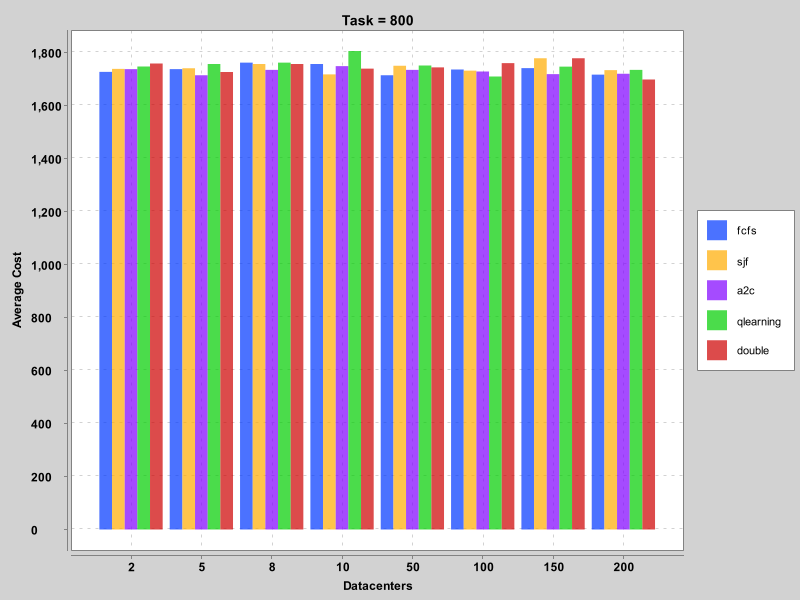 Task = 800
Average Cost
1,800
1,600
1,400
1,200
1,000
800
600
400
200
0
2 5 8 10 50 100 150 200
Datacenters
fcfs
sjf
a2c
qlearning
double